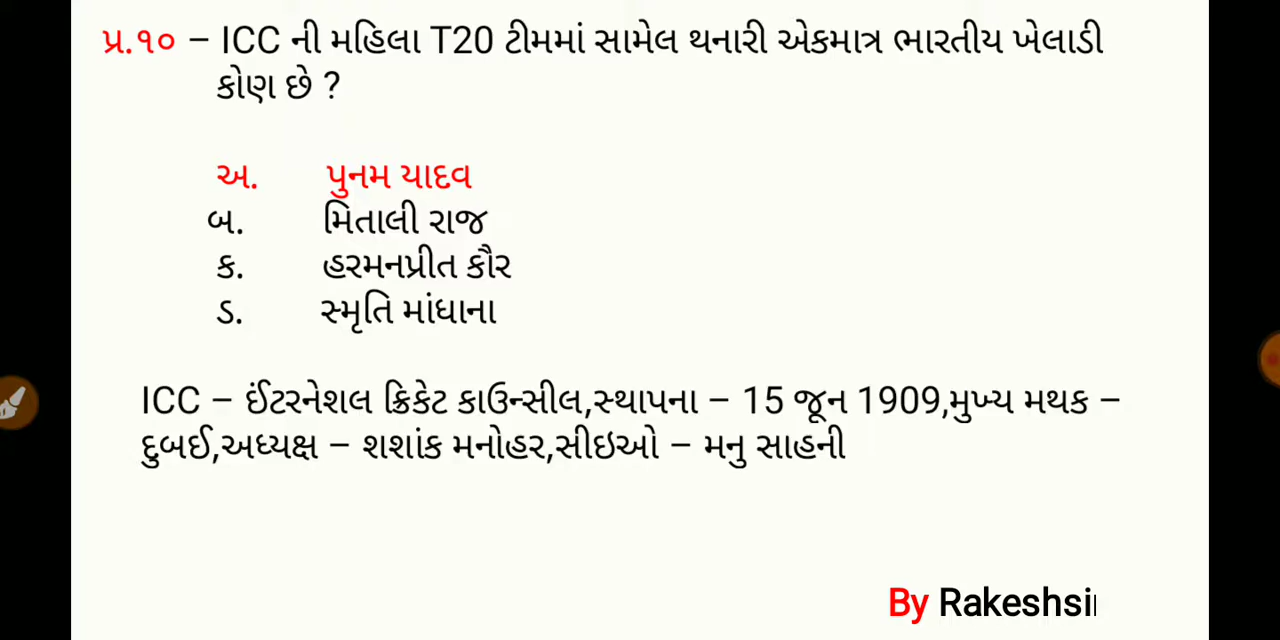 પ્ર.૧૦ – ICC ની મહિલા T20 ટીમમાં સામેલ થનારી એકમાત્ર ભારતીય ખેલાડી
કોણ છે ?
અ. પુનમ યાદવ
બ. મિતાલી રાજ
ક. હરમનપ્રીત કૌર
ડ. સ્મૃતિ માંધાના
ICC – ઈંટરનેશલ ક્રિકેટ કાઉન્સીલ,સ્થાપના – 15 જૂન 1909,મુખ્ય મથક –
દુબઈ,અધ્યક્ષ – શશાંક મનોહર,સીઇઓ – મનુ સાહની
By Rakeshsi